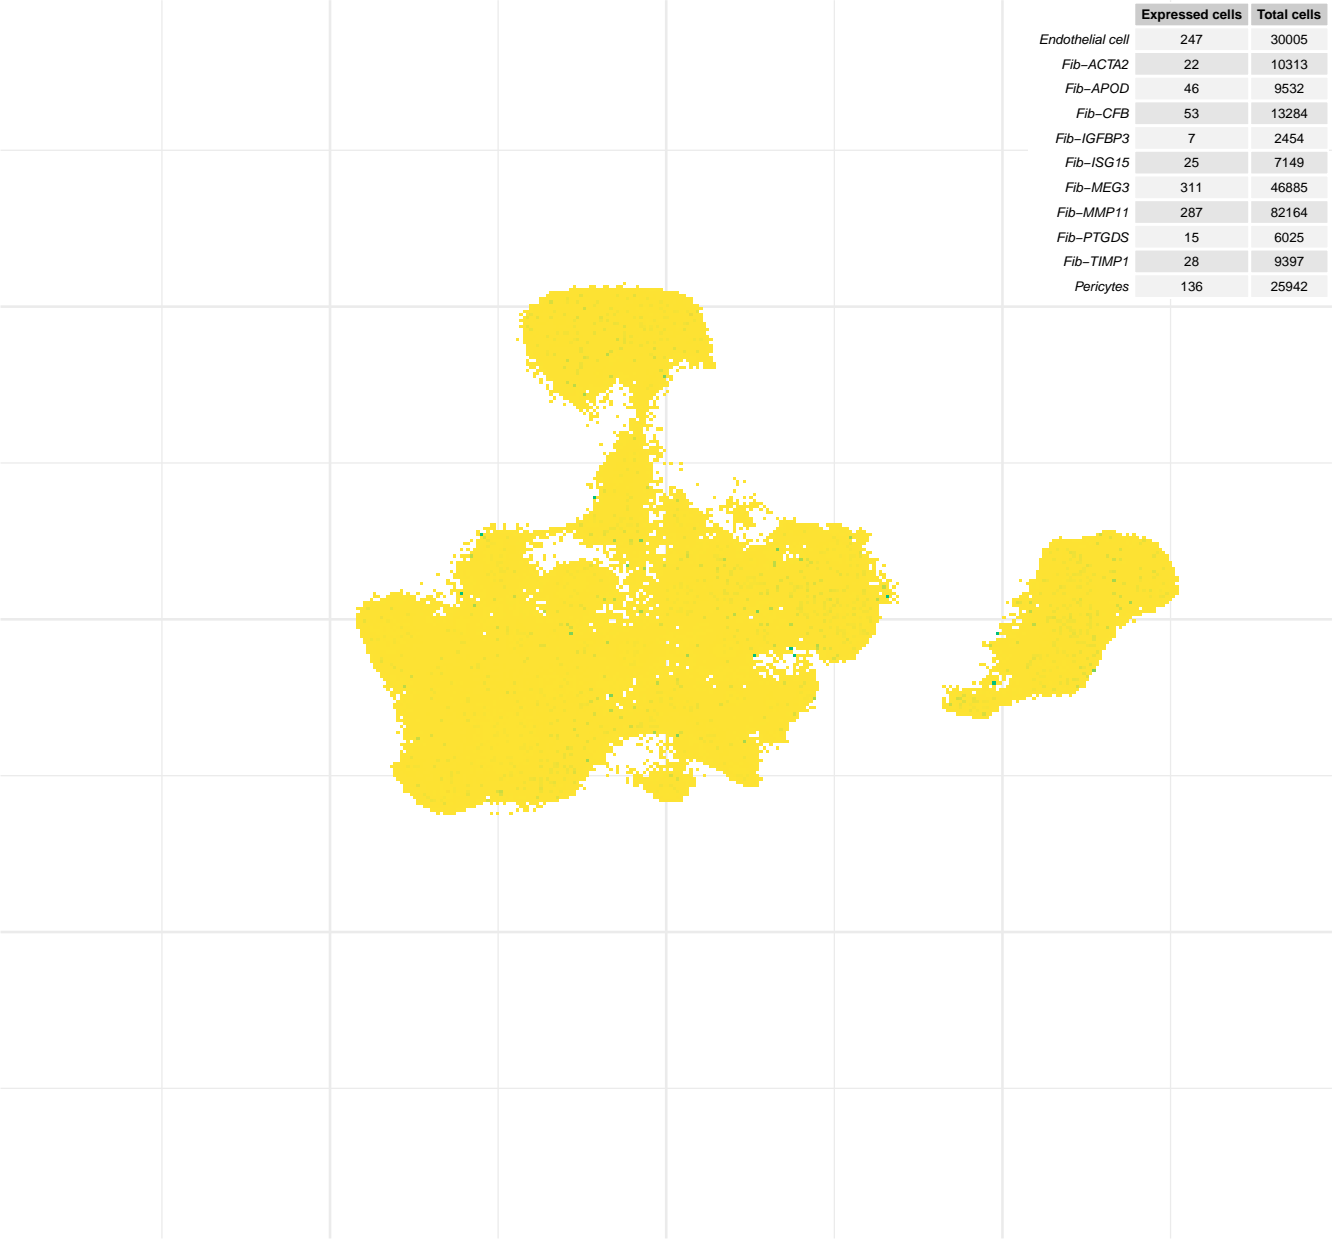 Expressed cells Total cells
Endothelial cell 247 30005
Fib−ACTA2 22 10313
Fib−APOD 46 9532
Fib−CFB 53 13284
Fib−IGFBP3 7 2454
Fib−ISG15 25 7149
Fib−MEG3 311 46885
Fib−MMP11 287 82164
Fib−PTGDS 15 6025
Fib−TIMP1 28 9397
Pericytes 136 25942